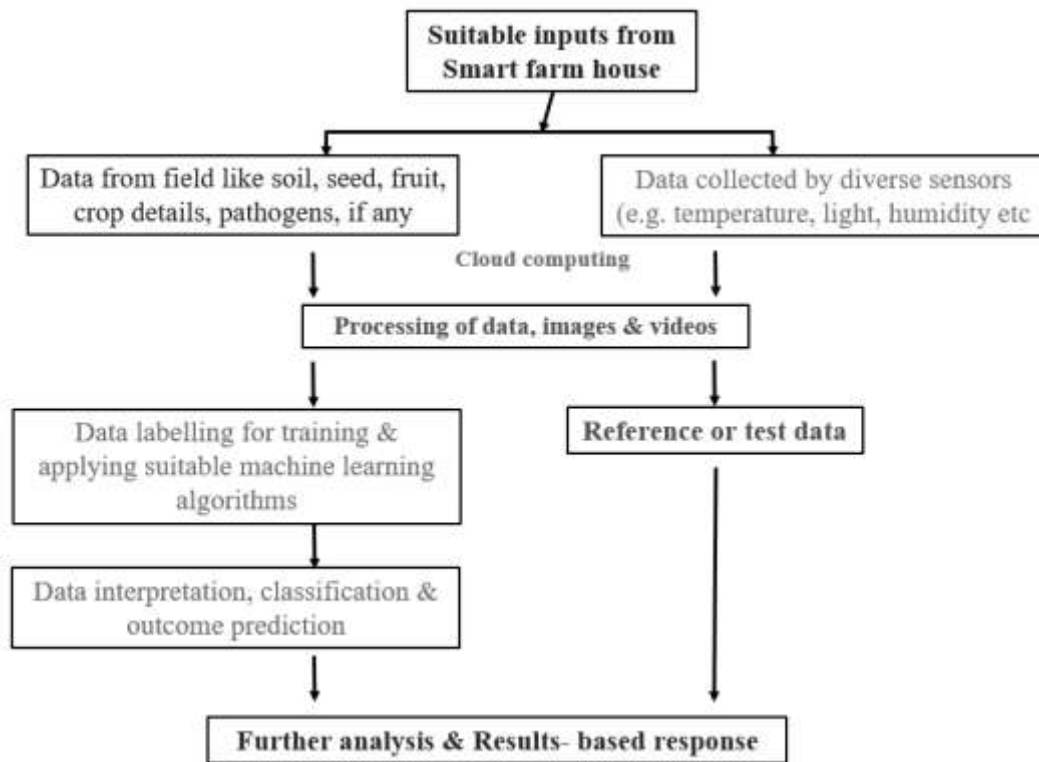 Suitable inputs from
Smart farm house
Data from field like soil, seed, fruit,
crop details, pathogens, if any
Data collected by diverse sensors
(e.g. temperature, light, humidity etc
Cloud computing
Processing of data, images & videos
Data labelling for training &
applying suitable machine learning
algorithms
Reference or test data
Data interpretation, classification &
outcome prediction
Further analysis & Results- based response